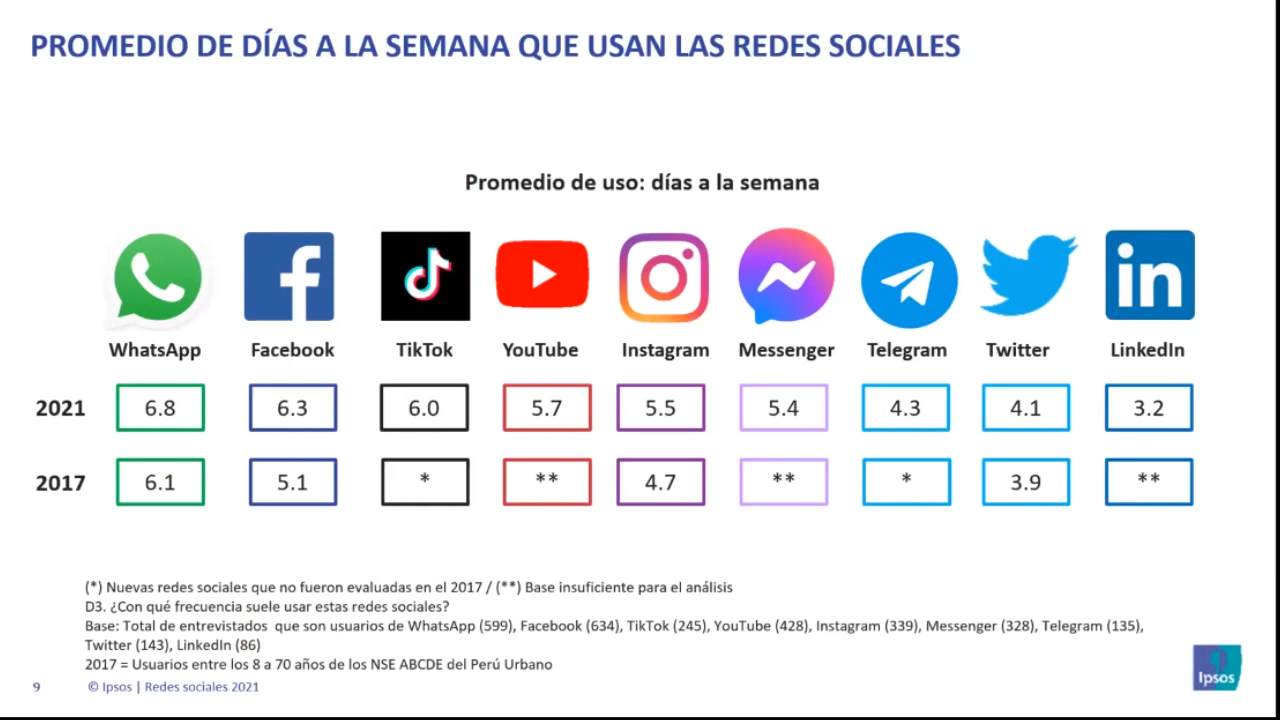 PROMEDIO DE DÍAS A LA SEMANA QUE USAN LAS REDES SOCIALES
Promedio de uso: días a la semana
WhatsApp Facebook TikTok YouTube Instagram Messenger Telegram Twitter LinkedIn
2021 6.8 6.3 6.0 5.7 5.5 5.4 4.3 4.1 3.2
2017 6.1 5.1 * ** 4.7 ** * 3.9 **
(*) Nuevas redes sociales que no fueron evaluadas en el 2017 / (**) Base insuficiente para el análisis
D3. ¿Con qué frecuencia suele usar estas redes sociales?
Base: Total de entrevistados que son usuarios de WhatsApp (599), Facebook (634), TikTok (245), YouTube (428), Instagram (339), Messenger (328), Telegram (135),
Twitter (143), LinkedIn (86)
2017 = Usuarios entre los 8 a 70 años de los NSE ABCDE del Perú Urbano
9 © Ipsos | Redes sociales 2021
Ipsos